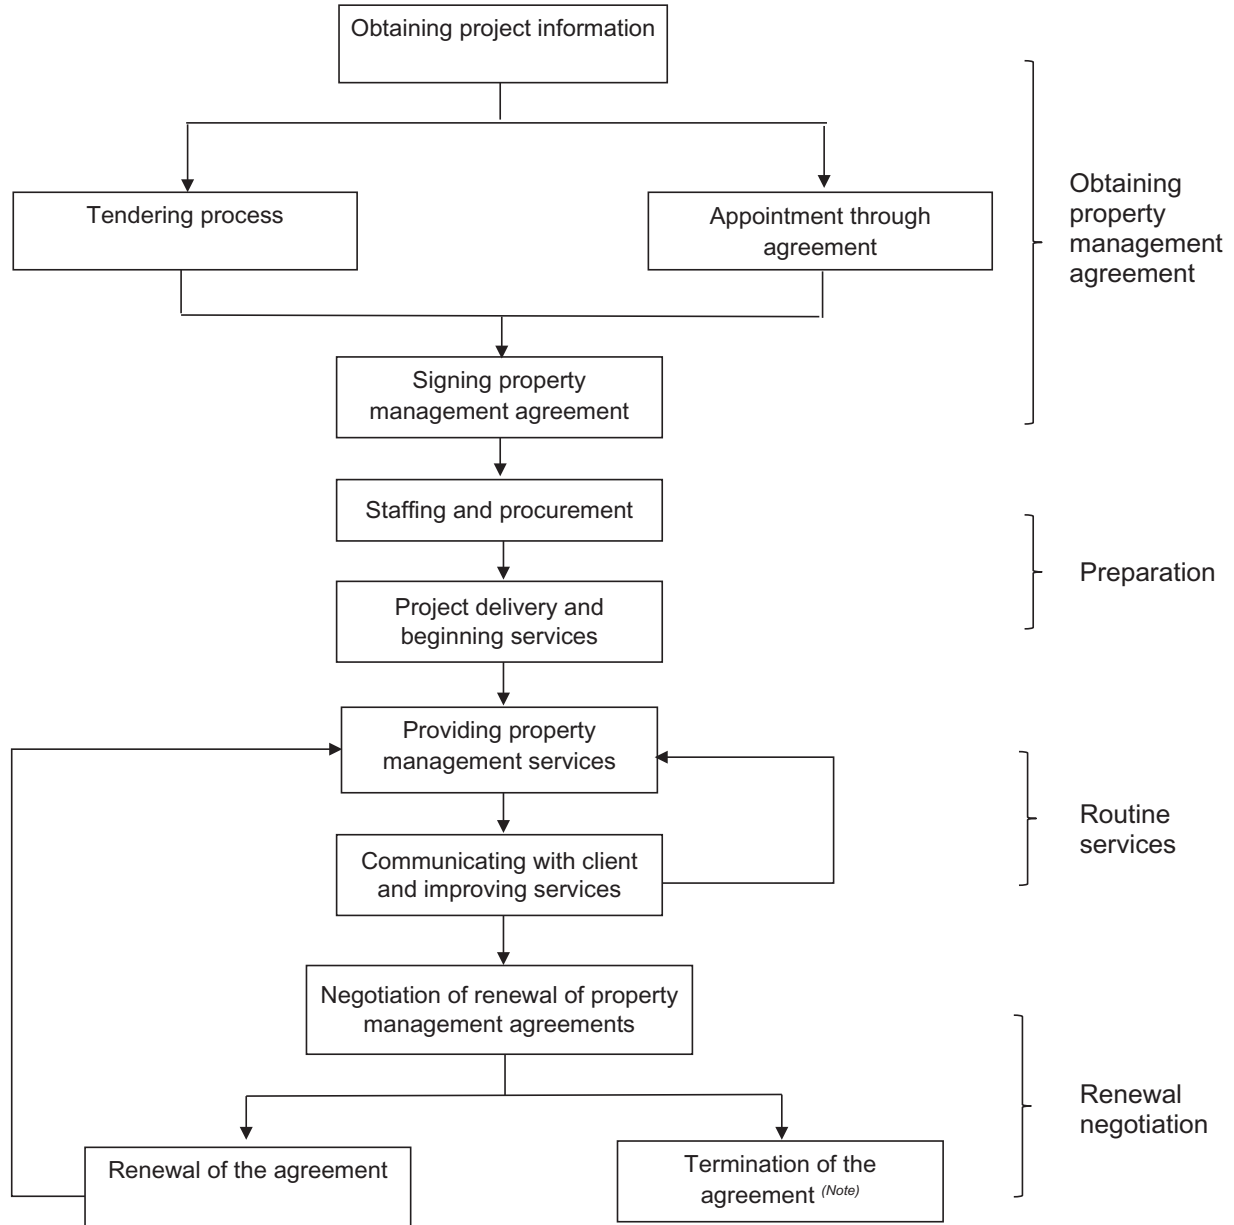 Obtaining project information
Tendering process
Appointment through
agreement
Obtaining
property
management
agreement
Signing property
management agreement
Staffing and procurement
Project delivery and
beginning services
Preparation
Providing property
management services
Communicating with client
and improving services
Routine
services
Negotiation of renewal of property
management agreements
Renewal of the agreement
Termination of the
agreement (Note)
Renewal
negotiation